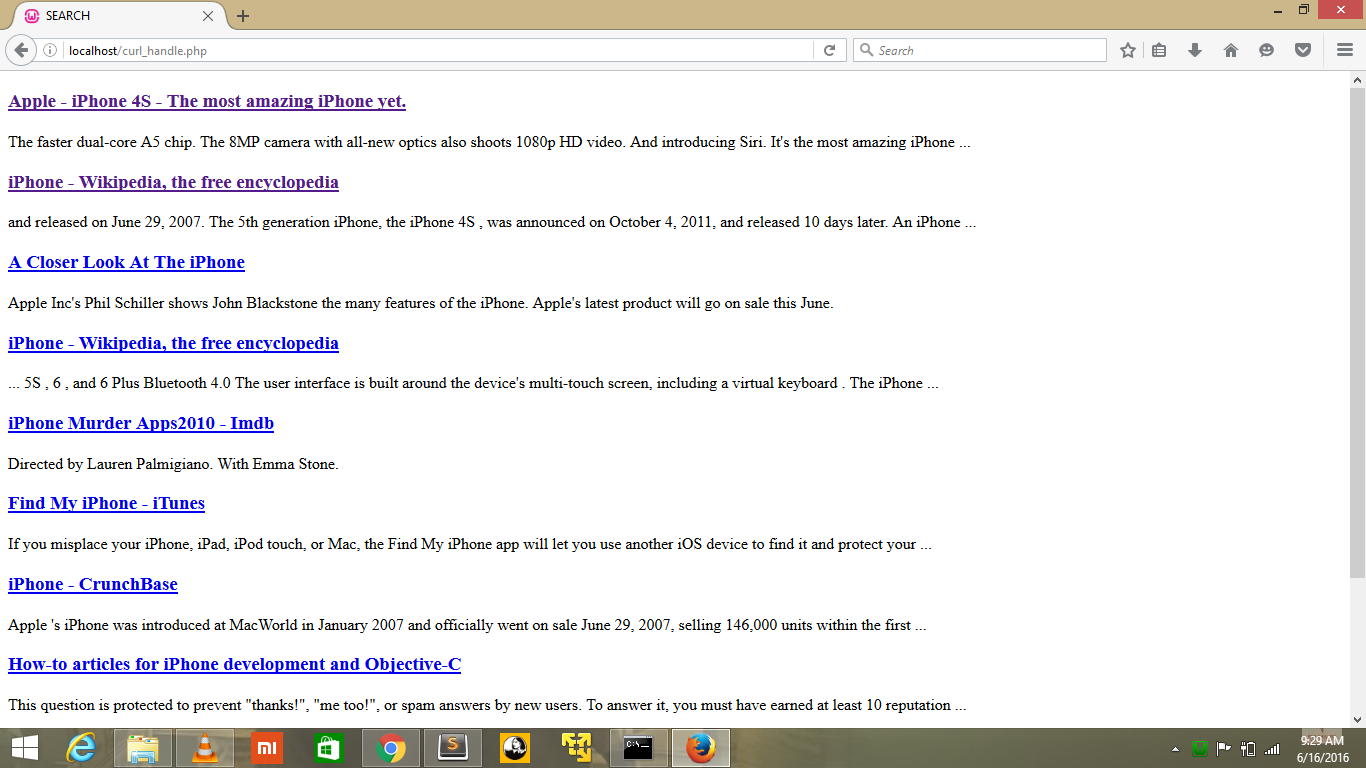 SEARCH
localhost/curl_handle.php
Search
Apple - iPhone 4S - The most amazing iPhone yet.
The faster dual-core A5 chip. The 8MP camera with all-new optics also shoots 1080p HD video. And introducing Siri. It's the most amazing iPhone ...
iPhone - Wikipedia, the free encyclopedia
and released on June 29, 2007. The 5th generation iPhone, the iPhone 4S , was announced on October 4, 2011, and released 10 days later. An iPhone ...
A Closer Look At The iPhone
Apple Inc's Phil Schiller shows John Blackstone the many features of the iPhone. Apple's latest product will go on sale this June.
iPhone - Wikipedia, the free encyclopedia
... 5S , 6 , and 6 Plus Bluetooth 4.0 The user interface is built around the device's multi-touch screen, including a virtual keyboard . The iPhone ...
iPhone Murder Apps2010 - Imdb
Directed by Lauren Palmigiano. With Emma Stone.
Find My iPhone - iTunes
If you misplace your iPhone, iPad, iPod touch, or Mac, the Find My iPhone app will let you use another iOS device to find it and protect your ...
iPhone - CrunchBase
Apple 's iPhone was introduced at MacWorld in January 2007 and officially went on sale June 29, 2007, selling 146,000 units within the first ...
How-to articles for iPhone development and Objective-C
This question is protected to prevent "thanks!", "me too!", or spam answers by new users. To answer it, you must have earned at least 10 reputation ...
mi
S
C:\_
9:29 AM
6/16/2016